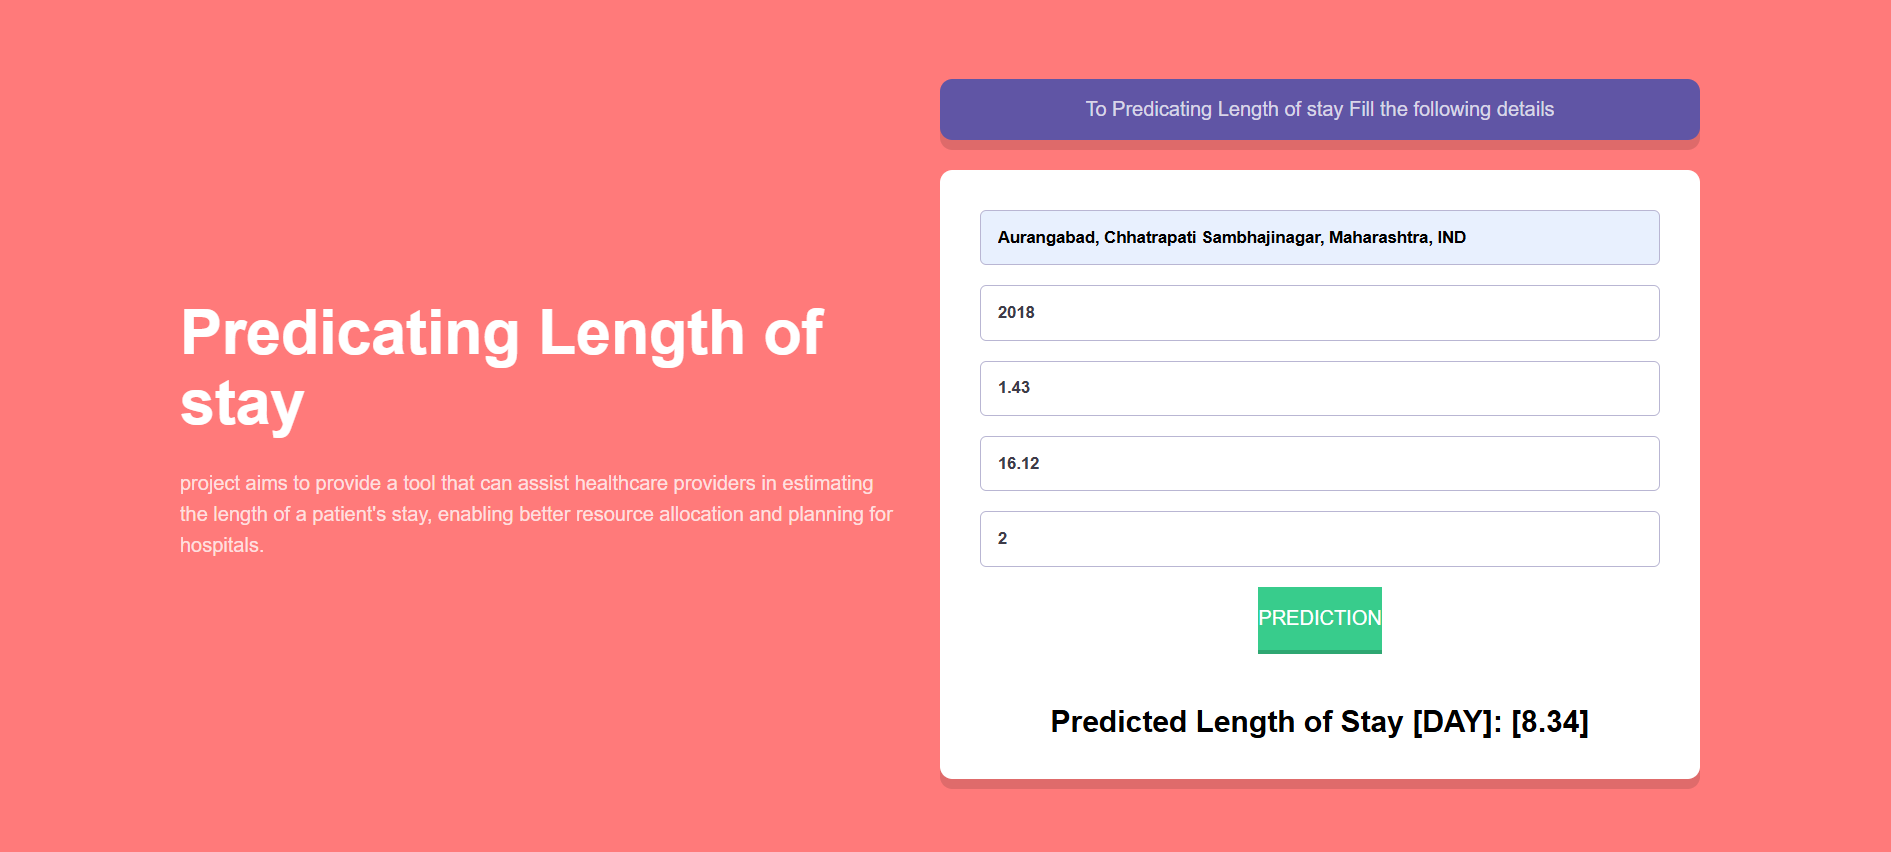 Predicating Length of
stay
project aims to provide a tool that can assist healthcare providers in estimating
the length of a patient's stay, enabling better resource allocation and planning for
hospitals.
To Predicating Length of stay Fill the following details
Aurangabad, Chhatrapati Sambhajinagar, Maharashtra, IND
2018
1.43
16.12
2
PREDICTION
Predicted Length of Stay [DAY]: [8.34]